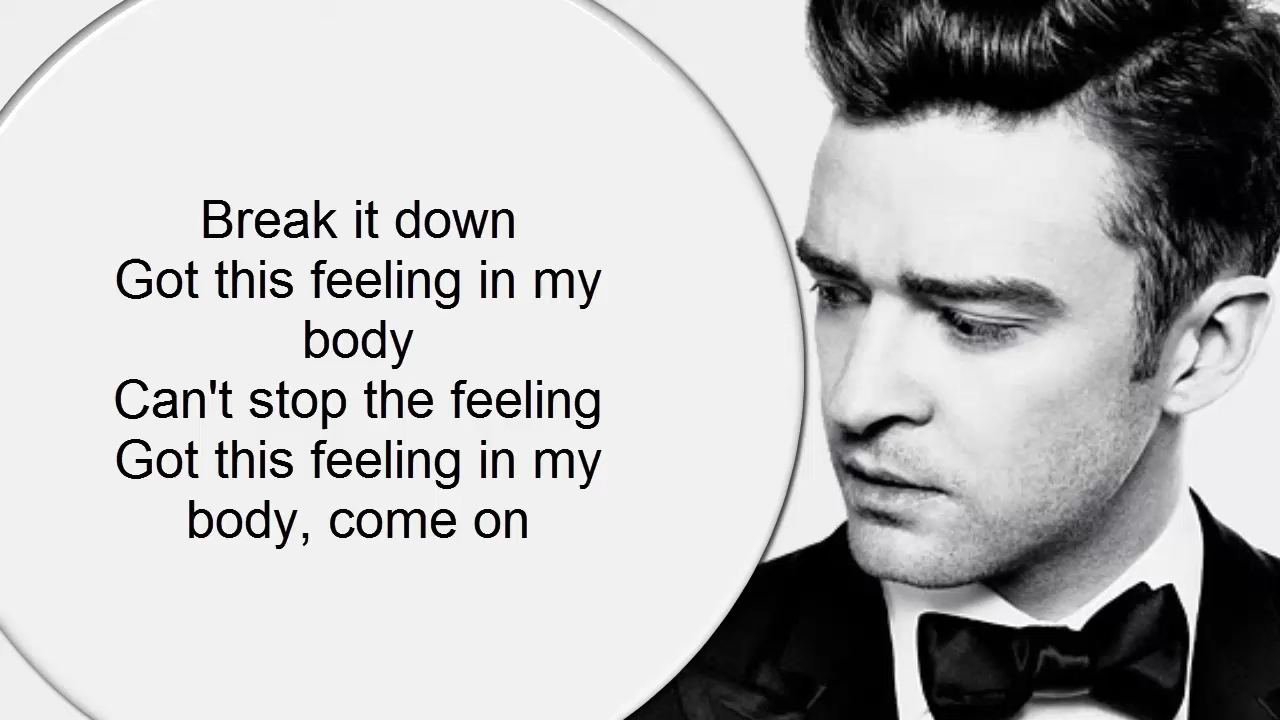 Break it down
Got this feeling in my
body
Can't stop the feeling
Got this feeling in my
body, come on